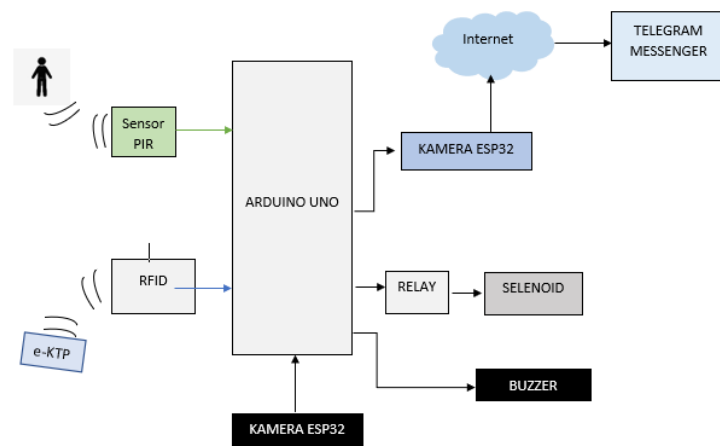 Internet
TELEGRAM
MESSENGER
Sensor
PIR
KAMERA ESP32
ARDUINO UNO
RFID
RELAY
SELENOID
e-KTP
BUZZER
KAMERA ESP32